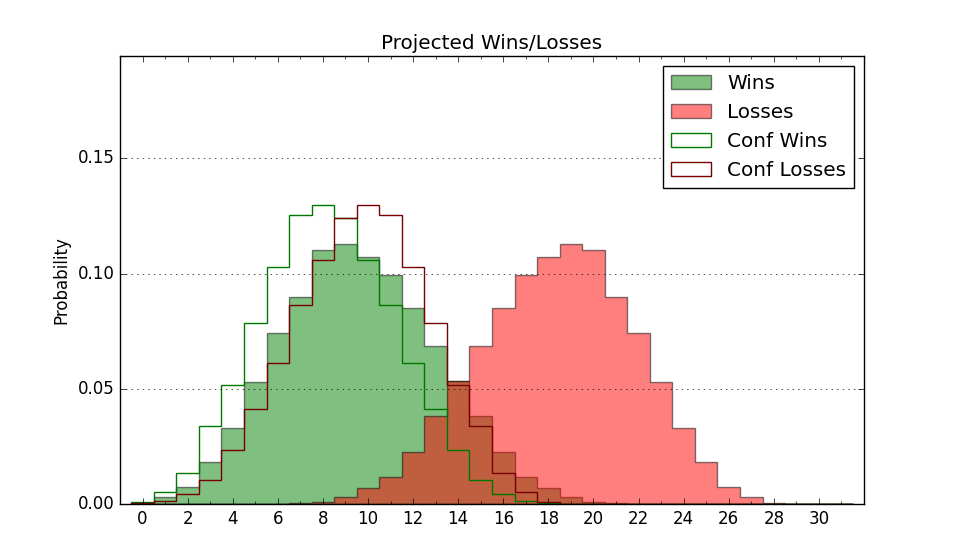 Projected Wins/Losses
Wins
Losses
Conf Wins
Conf Losses
Probability
0.15
0.10
0.05
0.00
0 2 4 6 8 10 12 14 16 18 20 22 24 26 28 30